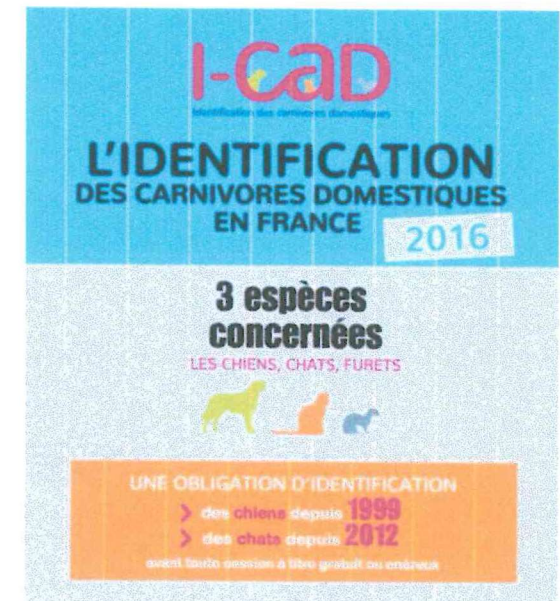 I-CAD
Identification des carnivores domestiques
L'IDENTIFICATION
DES CARNIVORES DOMESTIQUES
EN FRANCE
2016
3 espèces
concernées
LES CHIENS, CHATS, FURETS
UNE OBLIGATION D'IDENTIFICATION
> des chiens depuis 1999
> des chats depuis 2012
avant toute cession à titre gratuit ou onéreux